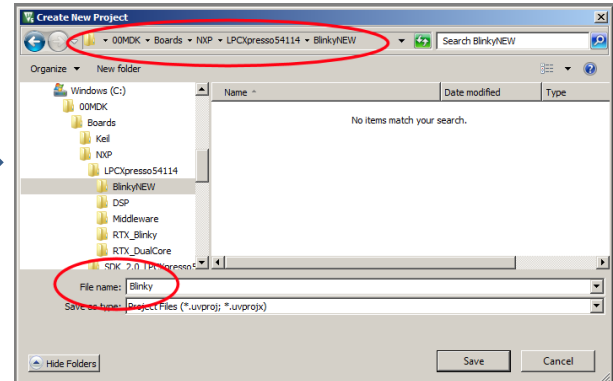 Create New Project
00MDK Boards NXP LPCXpresso54114 BlinkyNEW Search BlinkyNEW
Organize New folder
Windows (C:) Name Date modified Type
00MDK No items match your search.
Boards
Keil
NXP
LPCXpresso54114
BlinkyNEW
DSP
Middleware
RTX_Blinky
RTX_DualCore
SDK_2.0_LPCXpresso5
File name: Blinky
Save as type: Project Files (*.uvproj; *.uvprojx)
Hide Folders Save Cancel